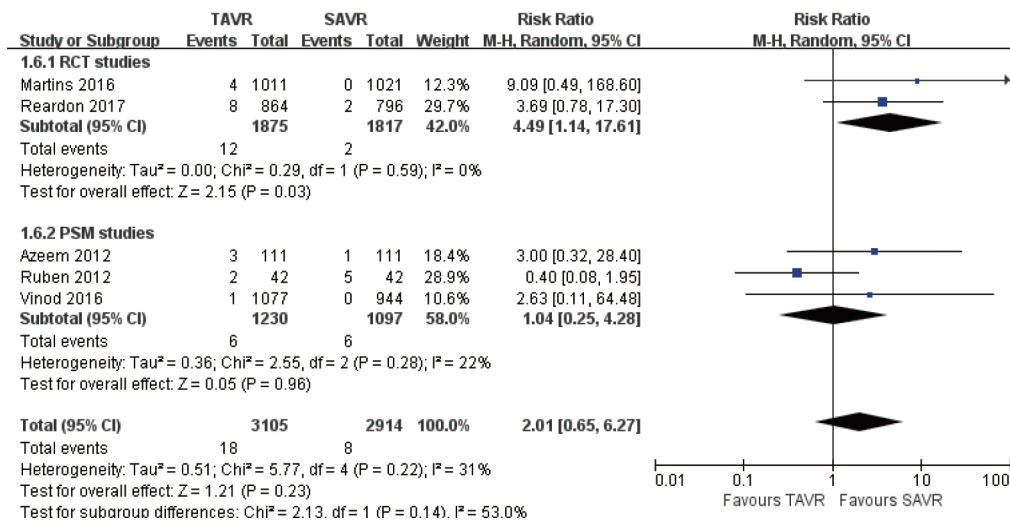 TAVR SAVR Risk Ratio Risk Ratio
Study or Subgroup Events Total Events Total Weight M-H, Random, 95% CI M-H, Random, 95% CI
1.6.1 RCT studies
Martins 2016 4 1011 0 1021 12.3% 9.09 [0.49, 168.60]
Reardon 2017 8 864 2 796 29.7% 3.69 [0.78, 17.30]
Subtotal (95% CI) 1875 1817 42.0% 4.49 [1.14, 17.61]
Total events 12 2
Heterogeneity: Tau² = 0.00; Chi² = 0.29, df = 1 (P = 0.59); I² = 0%
Test for overall effect: Z = 2.15 (P = 0.03)
1.6.2 PSM studies
Azeem 2012 3 111 1 111 18.4% 3.00 [0.32, 28.40]
Ruben 2012 2 42 5 42 28.9% 0.40 [0.08, 1.95]
Vinod 2016 1 1077 0 944 10.6% 2.63 [0.11, 64.48]
Subtotal (95% CI) 1230 1097 58.0% 1.04 [0.25, 4.28]
Total events 6 6
Heterogeneity: Tau² = 0.36; Chi² = 2.55, df = 2 (P = 0.28); I² = 22%
Test for overall effect: Z = 0.05 (P = 0.96)
Total (95% CI) 3105 2914 100.0% 2.01 [0.65, 6.27]
Total events 18 8
Heterogeneity: Tau² = 0.51; Chi² = 5.77, df = 4 (P = 0.22); I² = 31%
Test for overall effect: Z = 1.21 (P = 0.23)
Test for subgroup differences: Chi² = 2.13, df = 1 (P = 0.14), I² = 53.0%
0.01 0.1 1 10 100
Favours TAVR Favours SAVR